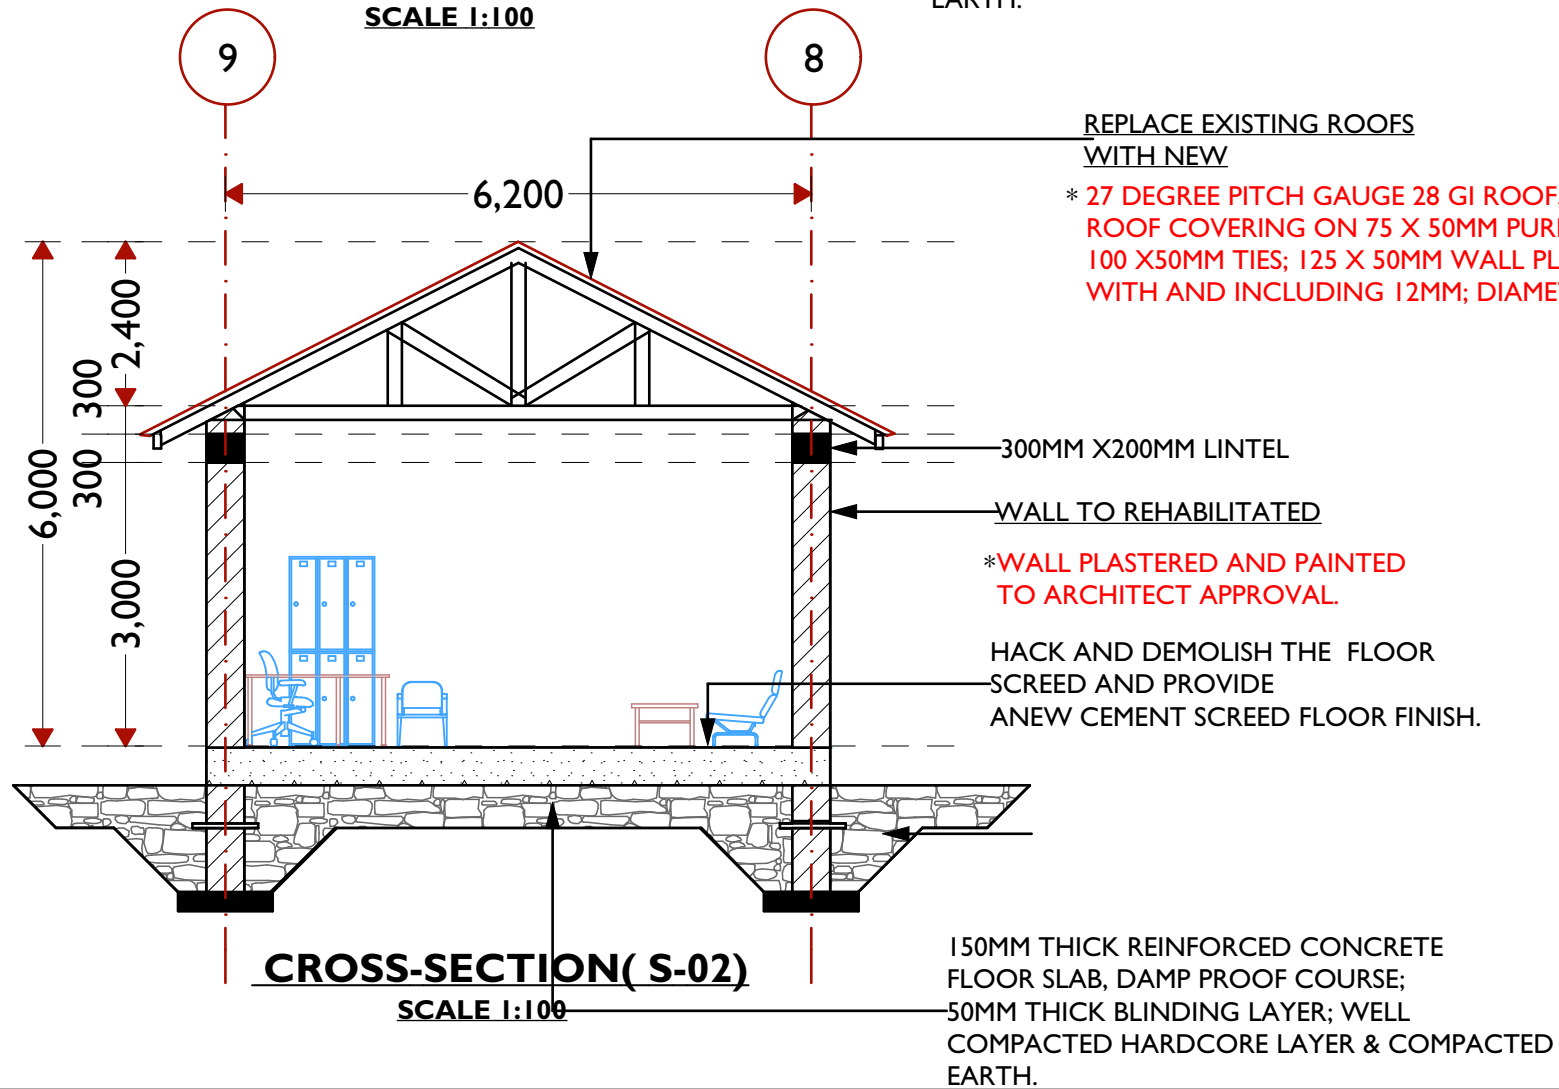 SCALE 1:100
EARTH.
9
8
REPLACE EXISTING ROOFS
WITH NEW
6,200
* 27 DEGREE PITCH GAUGE 28 GI ROOF
ROOF COVERING ON 75 X 50MM
100 X50MM TIES; 125 X 50MM WALL
WITH AND INCLUDING 12MM;
2,400
300
300
6,000
3,000
300MM X200MM LINTEL
WALL TO REHABILITATED
*WALL PLASTERED AND PAINTED
TO ARCHITECT APPROVAL.
HACK AND DEMOLISH THE FLOOR
SCREED AND PROVIDE
ANEW CEMENT SCREED FLOOR FINISH.
CROSS-SECTION( S-02)
SCALE 1:100
150MM THICK REINFORCED CONCRETE
FLOOR SLAB, DAMP PROOF COURSE;
50MM THICK BLINDING LAYER; WELL
COMPACTED HARDCORE LAYER & COMPACTED
EARTH.